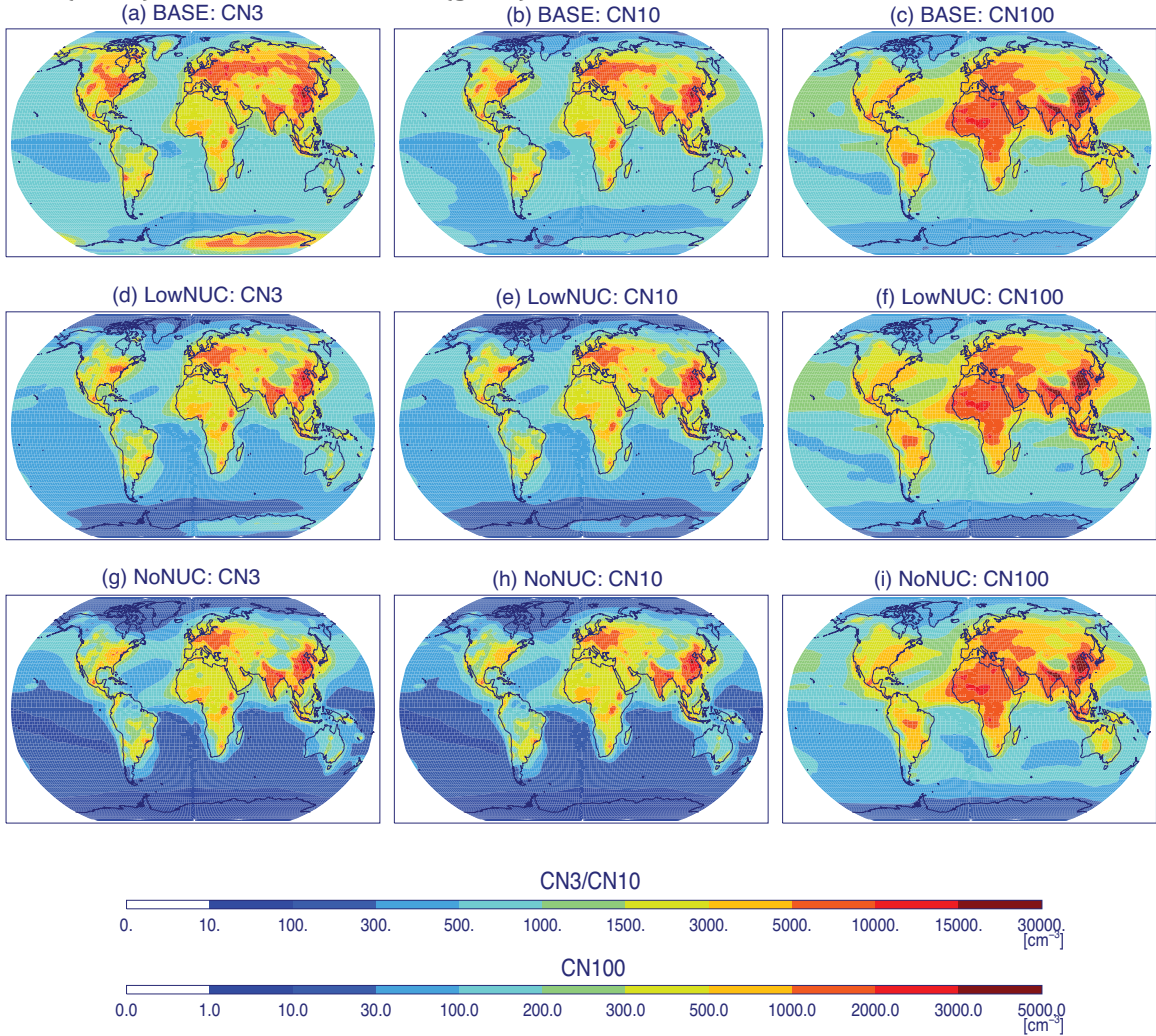 (a) BASE: CN3
(b) BASE: CN10
(c) BASE: CN100
(d) LowNUC: CN3
(e) LowNUC: CN10
(f) LowNUC: CN100
(g) NoNUC: CN3
(h) NoNUC: CN10
(i) NoNUC: CN100
CN3/CN10
0. 10. 100. 300. 500. 1000. 1500. 3000. 5000. 10000. 15000. 30000.
[cm⁻³]
CN100
0.0 1.0 10.0 30.0 100.0 200.0 300.0 500.0 1000.0 2000.0 3000.0 5000.0
[cm⁻³]